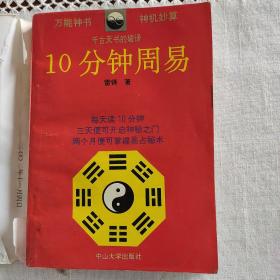 万能神书 神机妙算
千古天书的破译
10分钟周易
雷铎 著
每天读10分钟
三天便可开启神秘之门
两个月便可掌握易占秘术
中山大学出版社